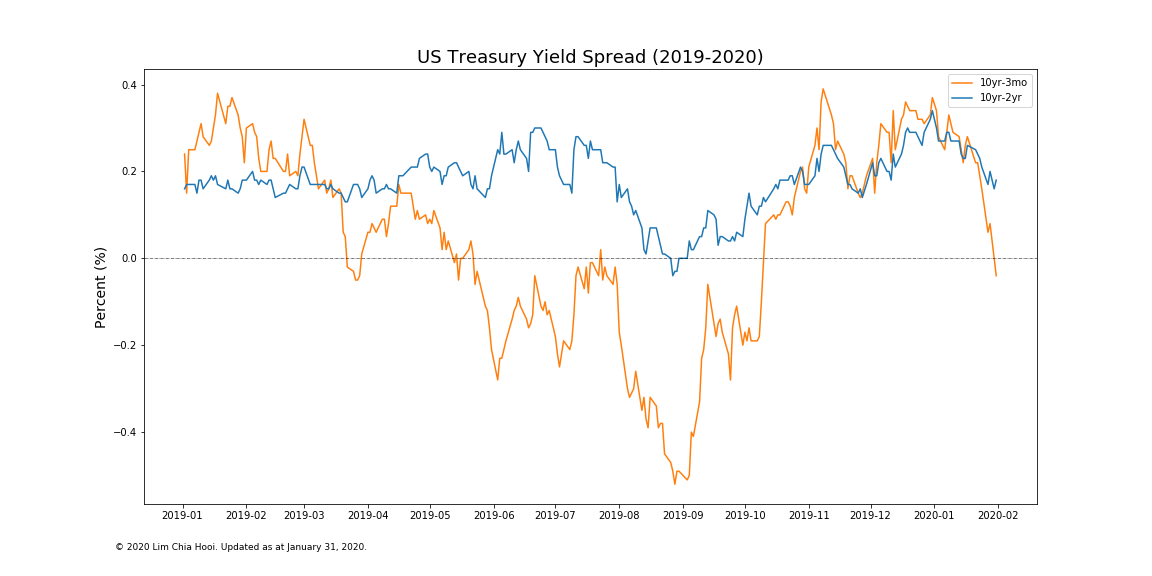 US Treasury Yield Spread (2019-2020)
10yr-3mo
10yr-2yr
Percent (%)
0.4
0.2
0.0
−0.2
−0.4
2019-01 2019-02 2019-03 2019-04 2019-05 2019-06 2019-07 2019-08 2019-09 2019-10 2019-11 2019-12 2020-01 2020-02
© 2020 Lim Chia Hooi. Updated as at January 31, 2020.